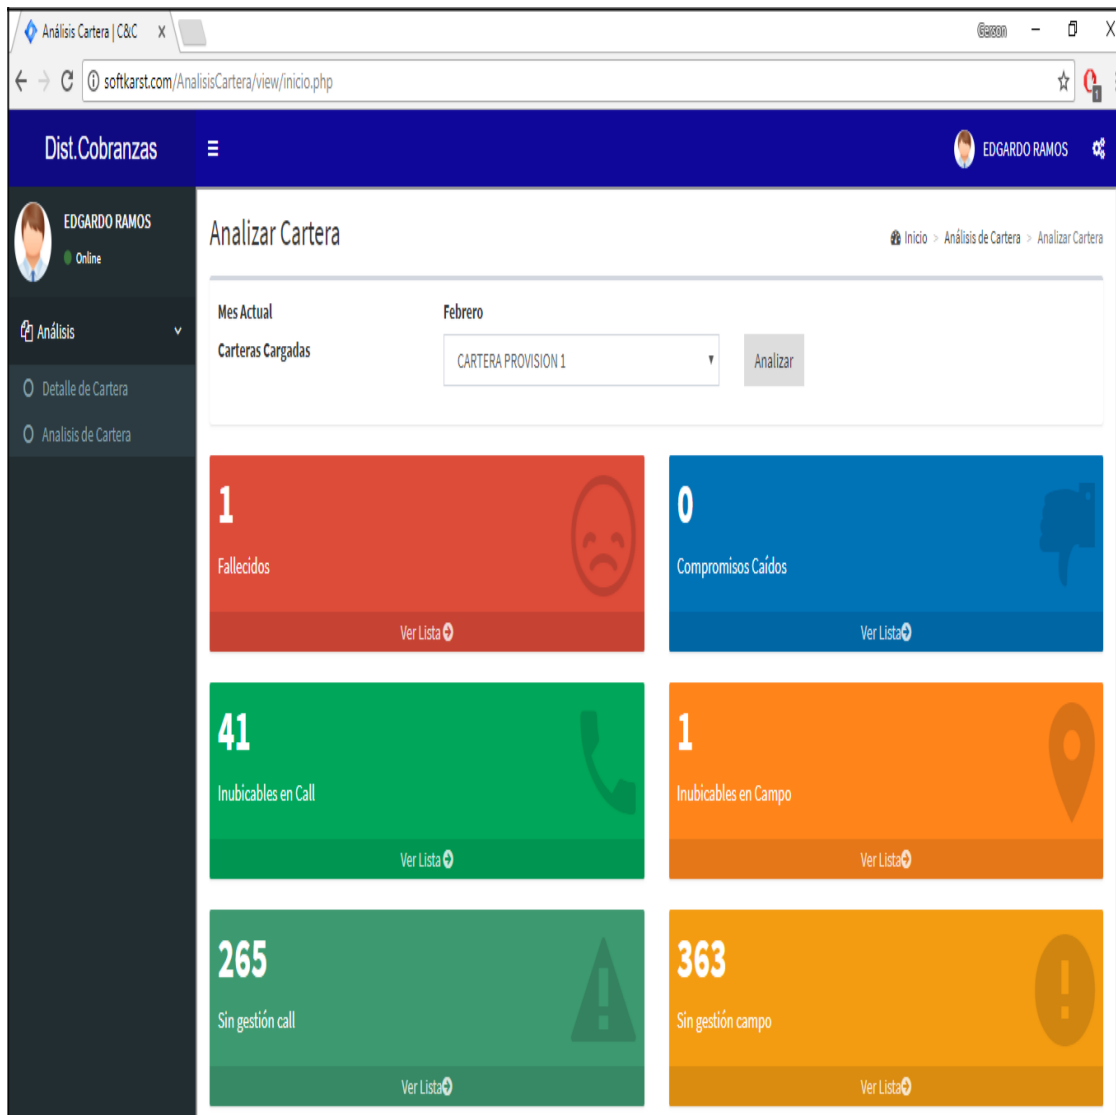 Análisis Cartera | C&C X
Gerson
softkarst.com/AnalisisCartera/view/inicio.php
1
Dist.Cobranzas
EDGARDO RAMOS
EDGARDO RAMOS
Online
Analizar Cartera
Inicio > Análisis de Cartera > Analizar Cartera
Análisis
Detalle de Cartera
Analisis de Cartera
Mes Actual Febrero
Carteras Cargadas CARTERA PROVISION 1 Analizar
1
Fallecidos
Ver Lista
0
Compromisos Caídos
Ver Lista
41
Inubicables en Call
Ver Lista
1
Inubicables en Campo
Ver Lista
265
Sin gestión call
Ver Lista
363
Sin gestión campo
Ver Lista